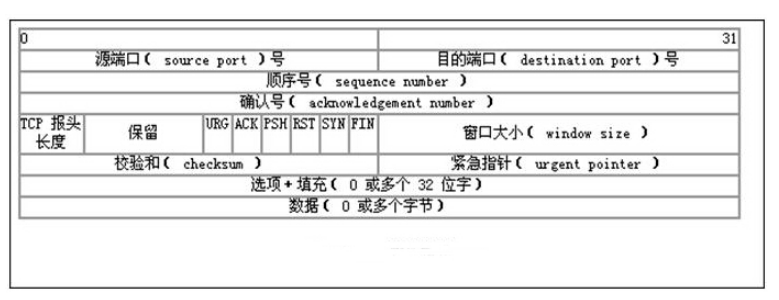 0 31
源端口( source port )号 目的端口( destination port )号
顺序号( sequence number )
确认号( acknowledgement number )
TCP 报头长度 保留 URG ACK PSH RST SYN FIN 窗口大小( window size )
校验和( checksum ) 紧急指针( urgent pointer )
选项+填充( 0 或多个 32 位字)
数据( 0 或多个字节)